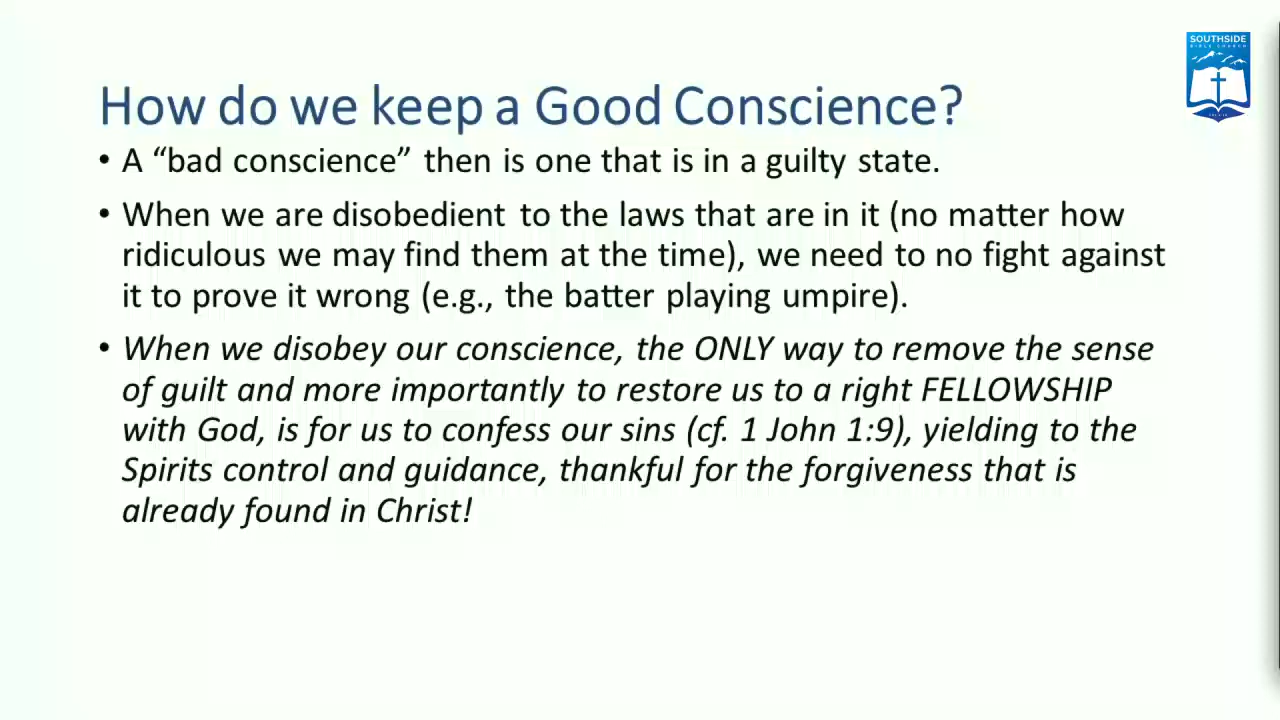 SOUTHSIDE
BIBLE CHURCH
How do we keep a Good Conscience?
• A “bad conscience” then is one that is in a guilty state.
• When we are disobedient to the laws that are in it (no matter how
ridiculous we may find them at the time), we need to no fight against
it to prove it wrong (e.g., the batter playing umpire).
• When we disobey our conscience, the ONLY way to remove the sense
of guilt and more importantly to restore us to a right FELLOWSHIP
with God, is for us to confess our sins (cf. 1 John 1:9), yielding to the
Spirits control and guidance, thankful for the forgiveness that is
already found in Christ!